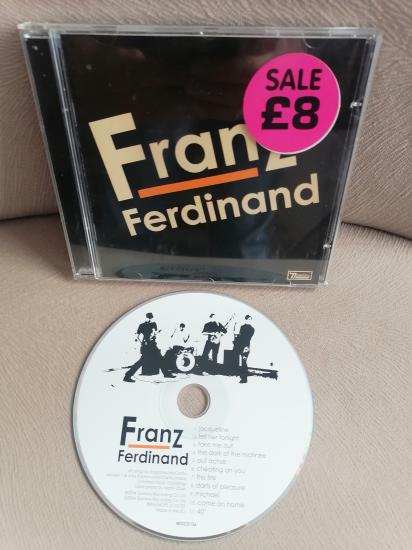 SALE
£8
Franz
Ferdinand
Domino
Franz
Ferdinand
1. jacqueline
2. tell her tonight
3. take me out
4. the dark of the matinée
5. auf achse
6. cheating on you
7. this fire
8. darts of pleasure
9. michael
10. come on home
11. 40'